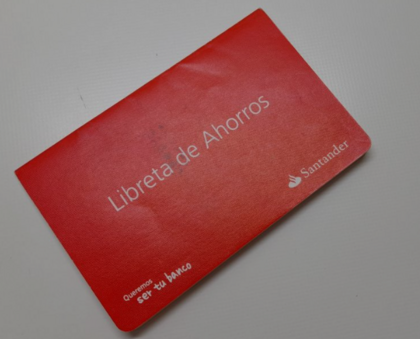 Libreta de Ahorros
Santander
Queremos
ser tu banco